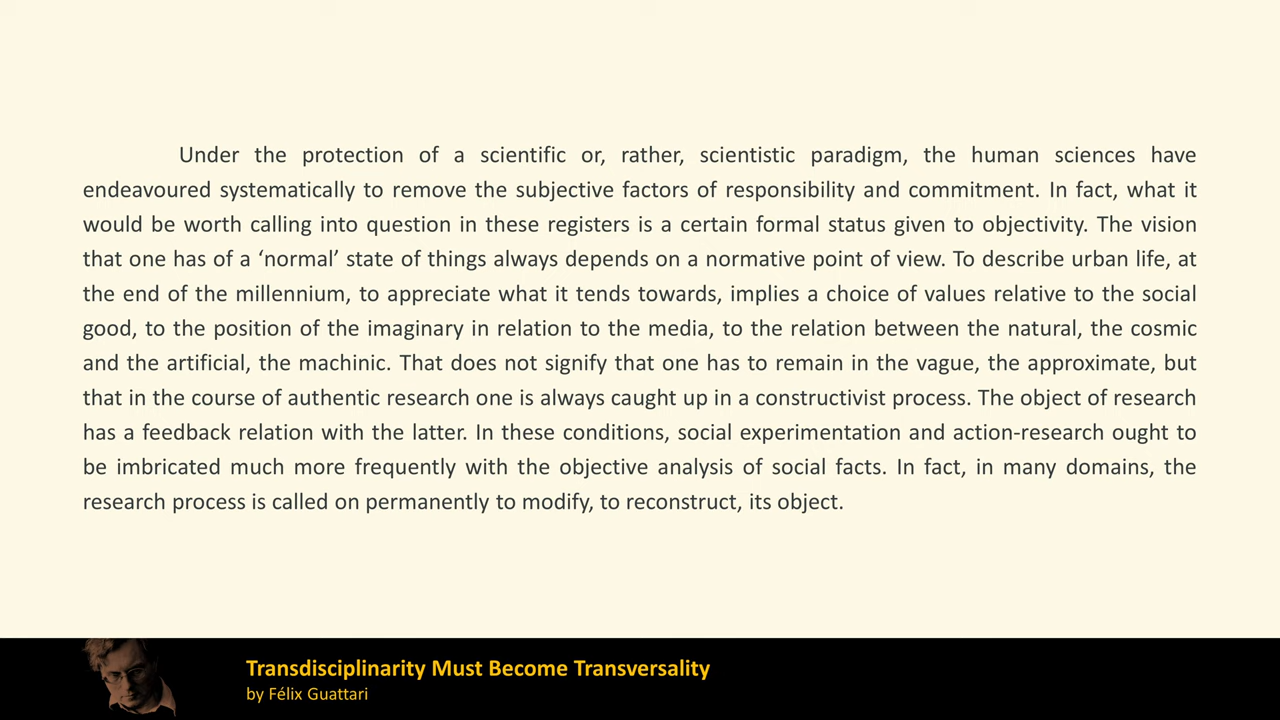 Under the protection of a scientific or, rather, scientistic paradigm, the human sciences have
endeavoured systematically to remove the subjective factors of responsibility and commitment. In fact, what it
would be worth calling into question in these registers is a certain formal status given to objectivity. The vision
that one has of a ‘normal’ state of things always depends on a normative point of view. To describe urban life, at
the end of the millennium, to appreciate what it tends towards, implies a choice of values relative to the social
good, to the position of the imaginary in relation to the media, to the relation between the natural, the cosmic
and the artificial, the machinic. That does not signify that one has to remain in the vague, the approximate, but
that in the course of authentic research one is always caught up in a constructivist process. The object of research
has a feedback relation with the latter. In these conditions, social experimentation and action-research ought to
be imbricated much more frequently with the objective analysis of social facts. In fact, in many domains, the
research process is called on permanently to modify, to reconstruct, its object.
Transdisciplinarity Must Become Transversality
by Félix Guattari